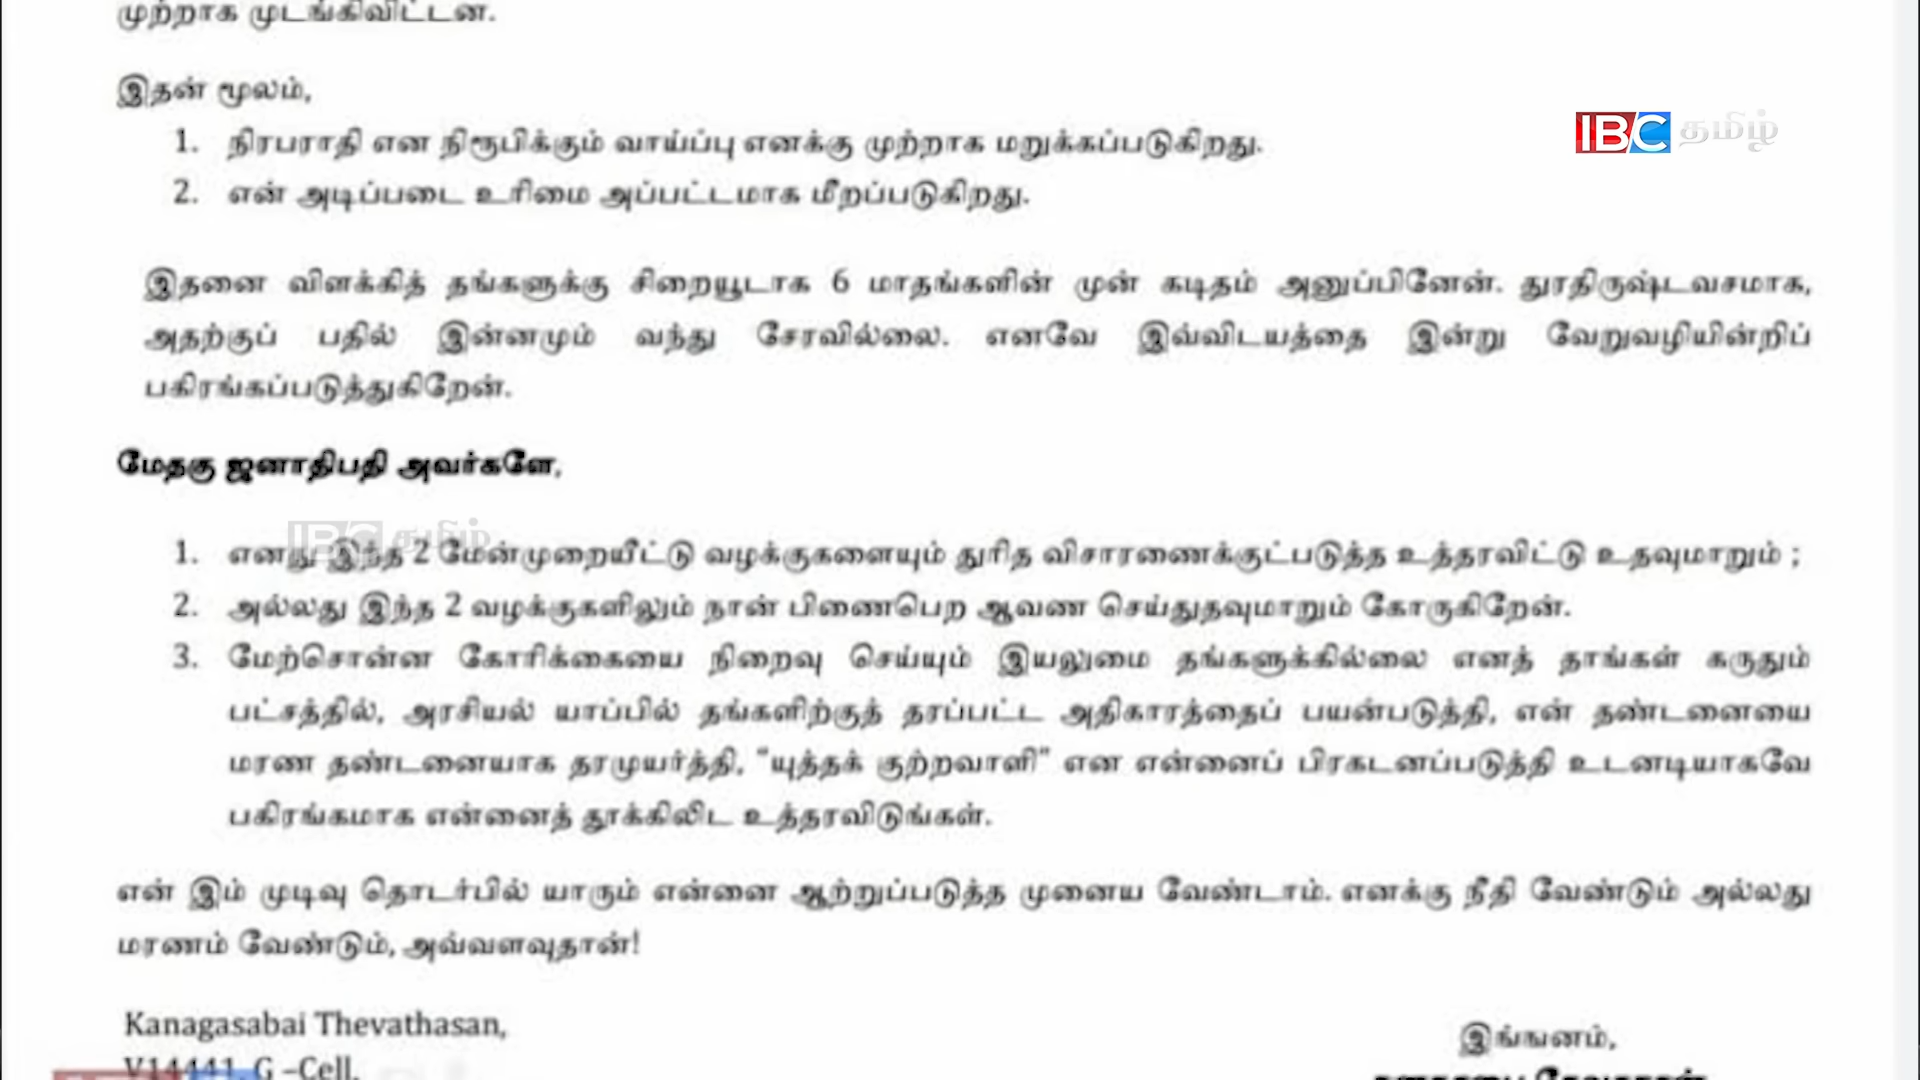 முற்றாக முடங்கிவிட்டன.
இதன் மூலம்,
IBC தமிழ்
1. நிரபராதி என நிரூபிக்கும் வாய்ப்பு எனக்கு முற்றாக மறுக்கப்படுகிறது.
2. என் அடிப்படை உரிமை அப்பட்டமாக மீறப்படுகிறது.
இதனை விளக்கித் தங்களுக்கு சிறையூடாக 6 மாதங்களின் முன் கடிதம் அனுப்பினேன். தூரதிருஷ்டவசமாக,
அதற்குப் பதில் இன்னமும் வந்து சேரவில்லை. எனவே இவ்விடயத்தை இன்று வேறுவழியின்றிப்
பகிரங்கப்படுத்துகிறேன்.
மேதகு ஜனாதிபதி அவர்களே,
IBC தமிழ்
1. எனது இந்த 2 மேன்முறையீட்டு வழக்குகளையும் துரித விசாரணைக்குட்படுத்த உத்தரவிட்டு உதவுமாறும் ;
2. அல்லது இந்த 2 வழக்குகளிலும் நான் பிணைபெற ஆவண செய்துதவுமாறும் கோருகிறேன்.
3. மேற்சொன்ன கோரிக்கையை நிறைவு செய்யும் இயலுமை தங்களுக்கில்லை எனத் தாங்கள் கருதும்
பட்சத்தில், அரசியல் யாப்பில் தங்களிற்குத் தரப்பட்ட அதிகாரத்தைப் பயன்படுத்தி, என் தண்டனையை
மரண தண்டனையாக தரமுயர்த்தி, "யுத்தக் குற்றவாளி" என என்னைப் பிரகடனப்படுத்தி உடனடியாகவே
பகிரங்கமாக என்னைத் தூக்கிலிட உத்தரவிடுங்கள்.
என் இம் முடிவு தொடர்பில் யாரும் என்னை ஆற்றுப்படுத்த முனைய வேண்டாம். எனக்கு நீதி வேண்டும் அல்லது
மரணம் வேண்டும், அவ்வளவுதான்!
Kanagasabai Thevathasan,
இங்ஙனம்,
V14441, G –Cell,